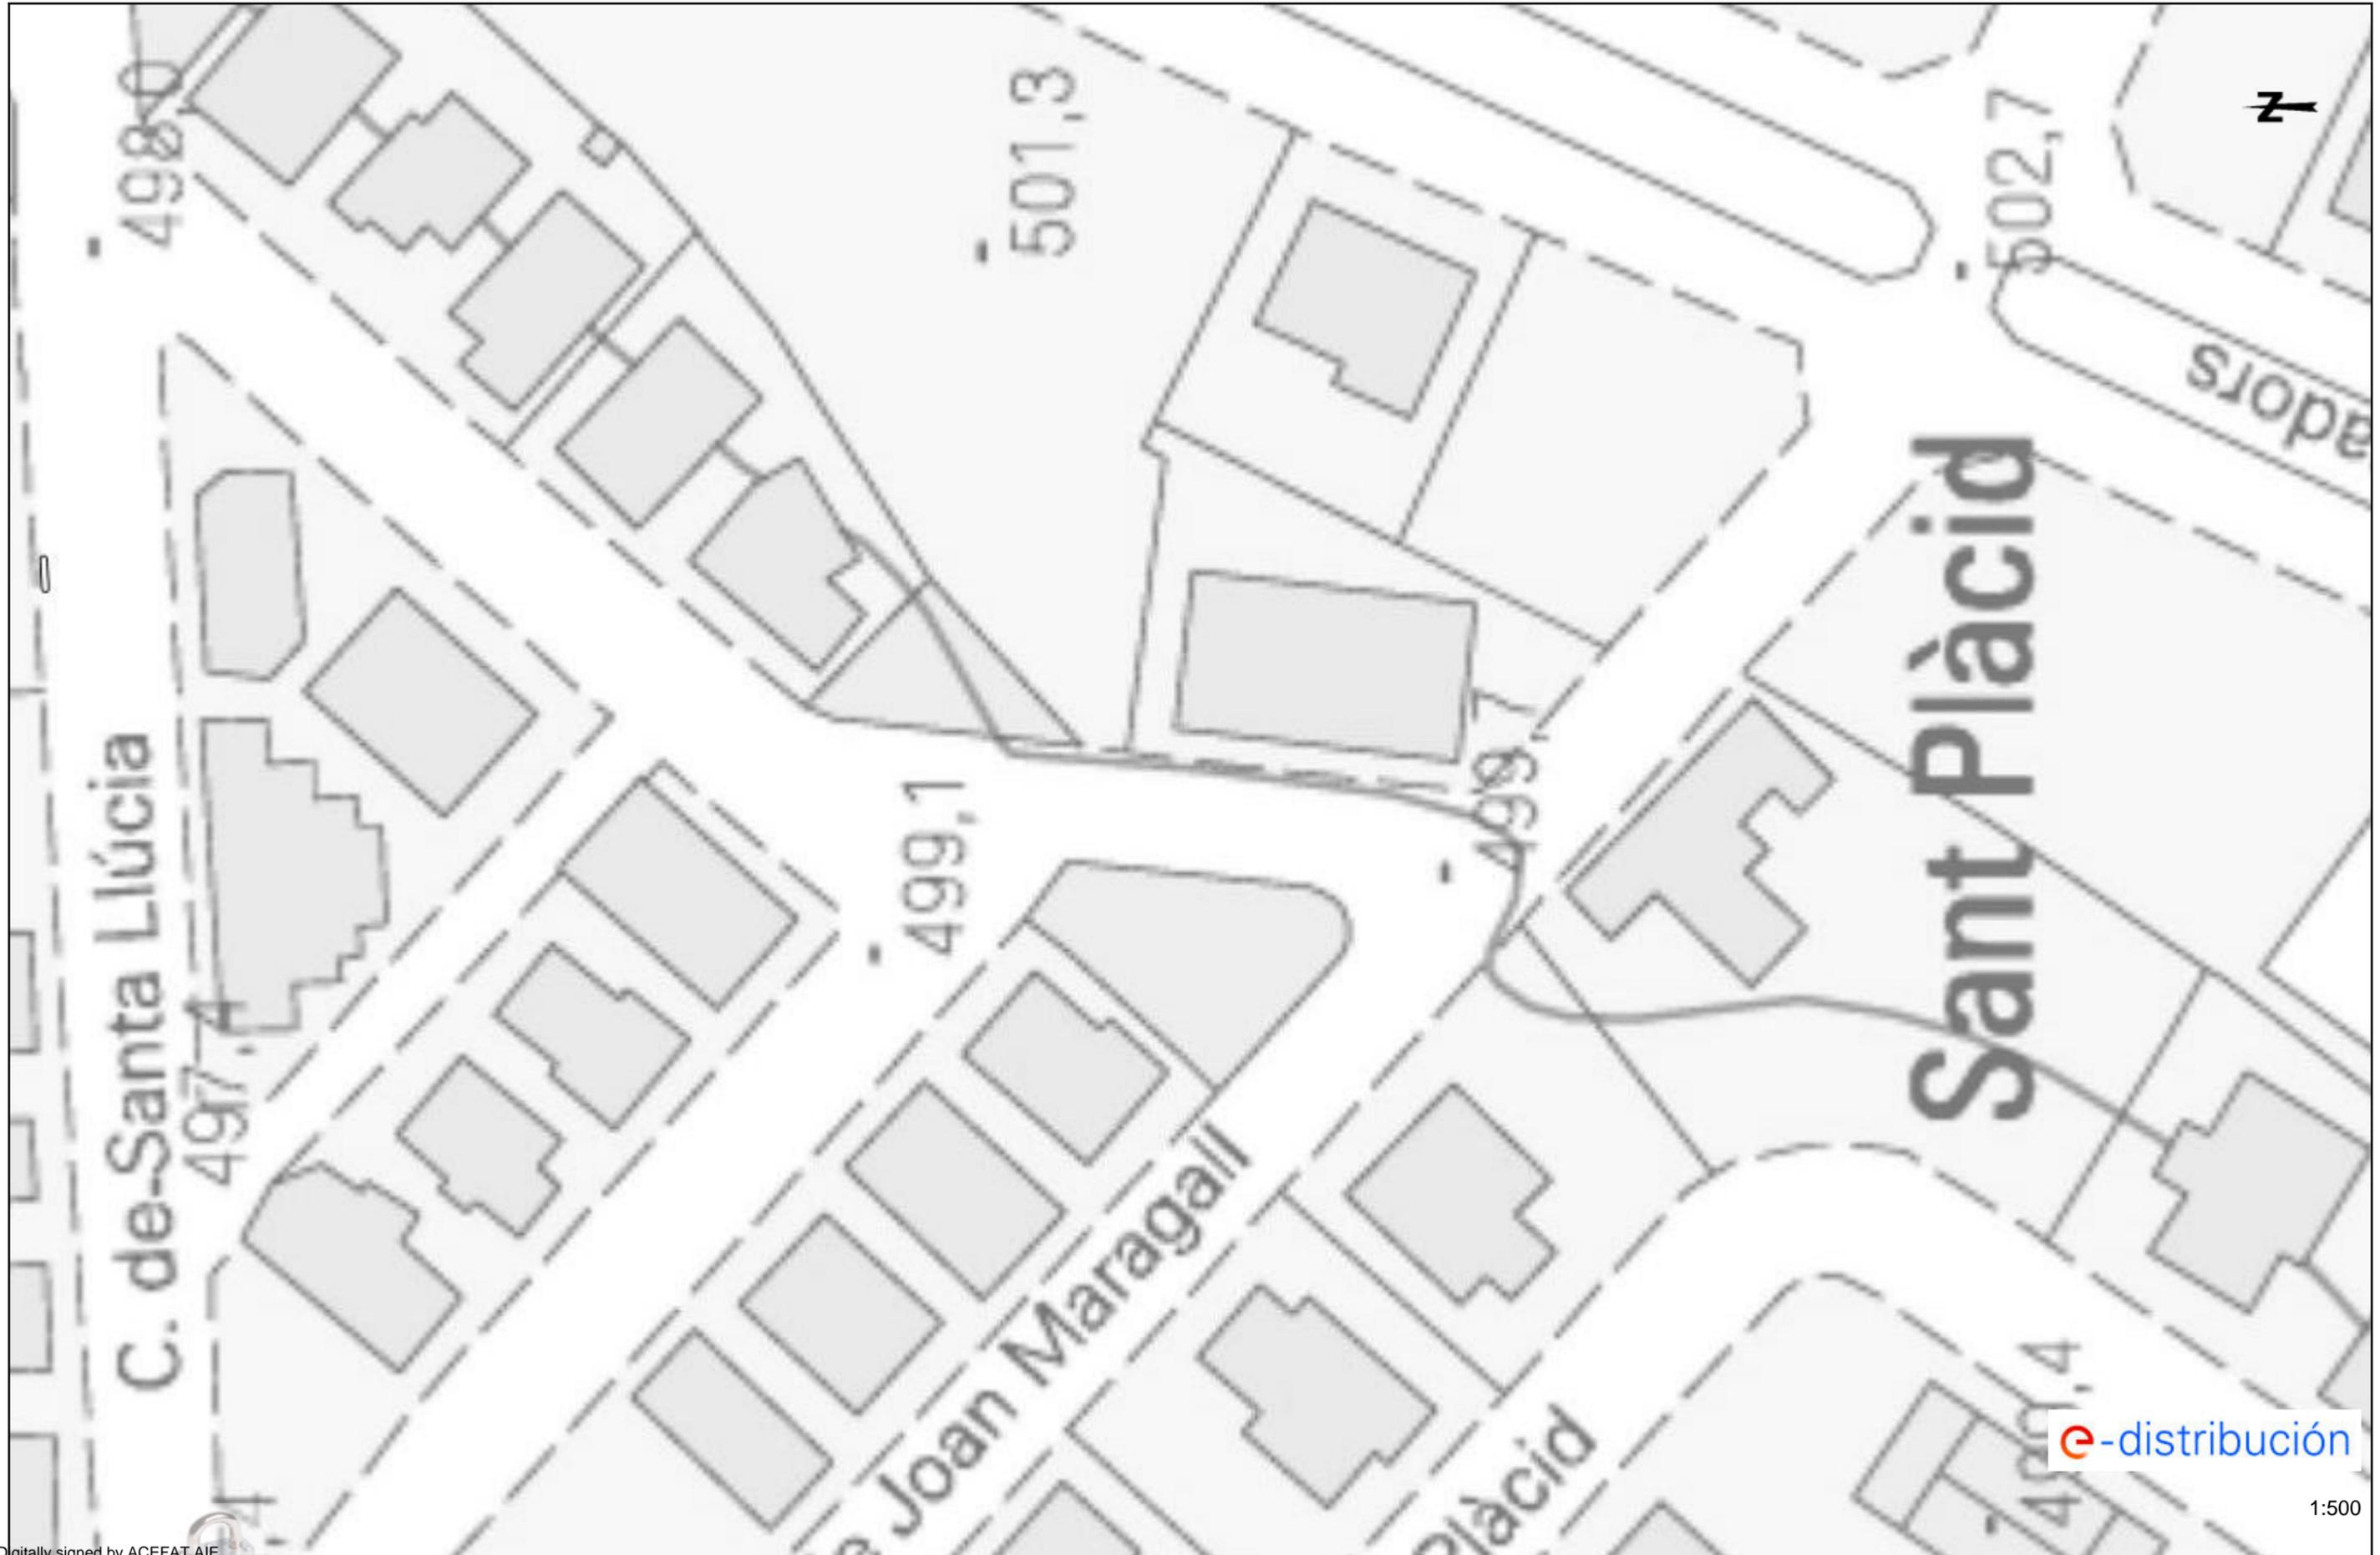 498,0
501,3
502,7
adors
Sant Plàcid
C. de Santa Llúcia
499,1
499,1
497,4
Joan Maragall
Plàcid
e-distribución
1:500
Digitally signed by ACEFAT AIE